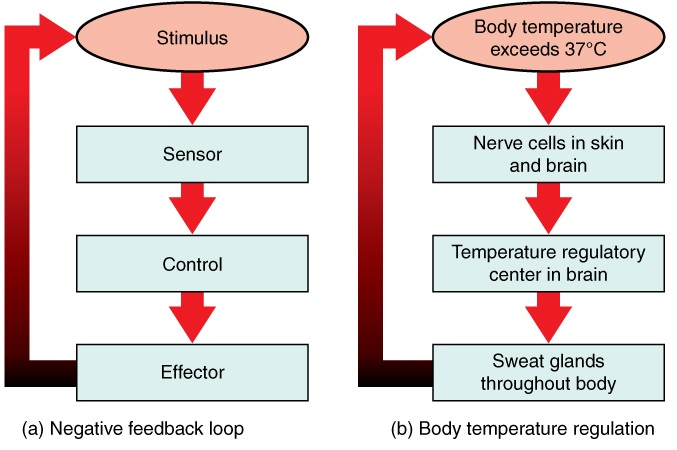 Stimulus
Sensor
Control
Effector
(a) Negative feedback loop
Body temperature
exceeds 37°C
Nerve cells in skin
and brain
Temperature regulatory
center in brain
Sweat glands
throughout body
(b) Body temperature regulation